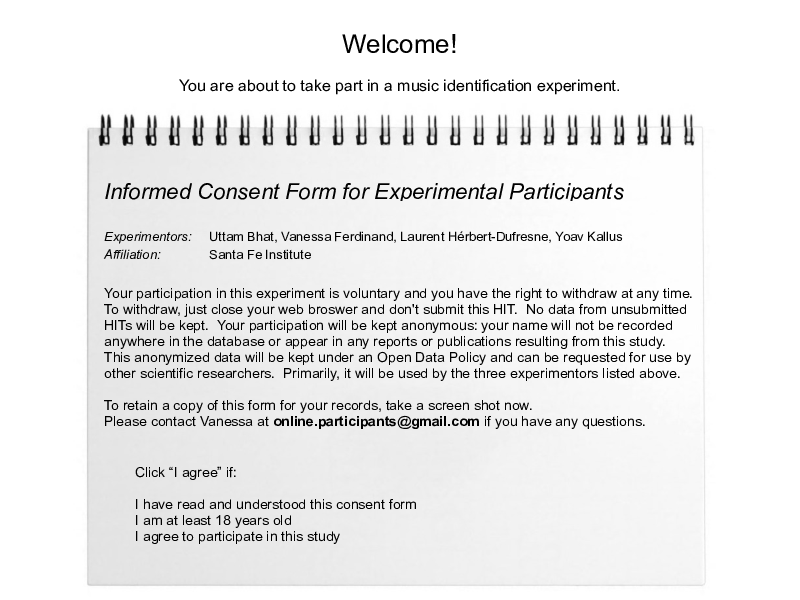 Welcome!
You are about to take part in a music identification experiment.
Informed Consent Form for Experimental Participants
Experimentors: Uttam Bhat, Vanessa Ferdinand, Laurent Hérbert-Dufresne, Yoav Kallus
Affiliation: Santa Fe Institute
Your participation in this experiment is voluntary and you have the right to withdraw at any time.
To withdraw, just close your web broswer and don't submit this HIT. No data from unsubmitted
HITs will be kept. Your participation will be kept anonymous: your name will not be recorded
anywhere in the database or appear in any reports or publications resulting from this study.
This anonymized data will be kept under an Open Data Policy and can be requested for use by
other scientific researchers. Primarily, it will be used by the three experimentors listed above.
To retain a copy of this form for your records, take a screen shot now.
Please contact Vanessa at online.participants@gmail.com if you have any questions.
Click “I agree” if:
I have read and understood this consent form
I am at least 18 years old
I agree to participate in this study